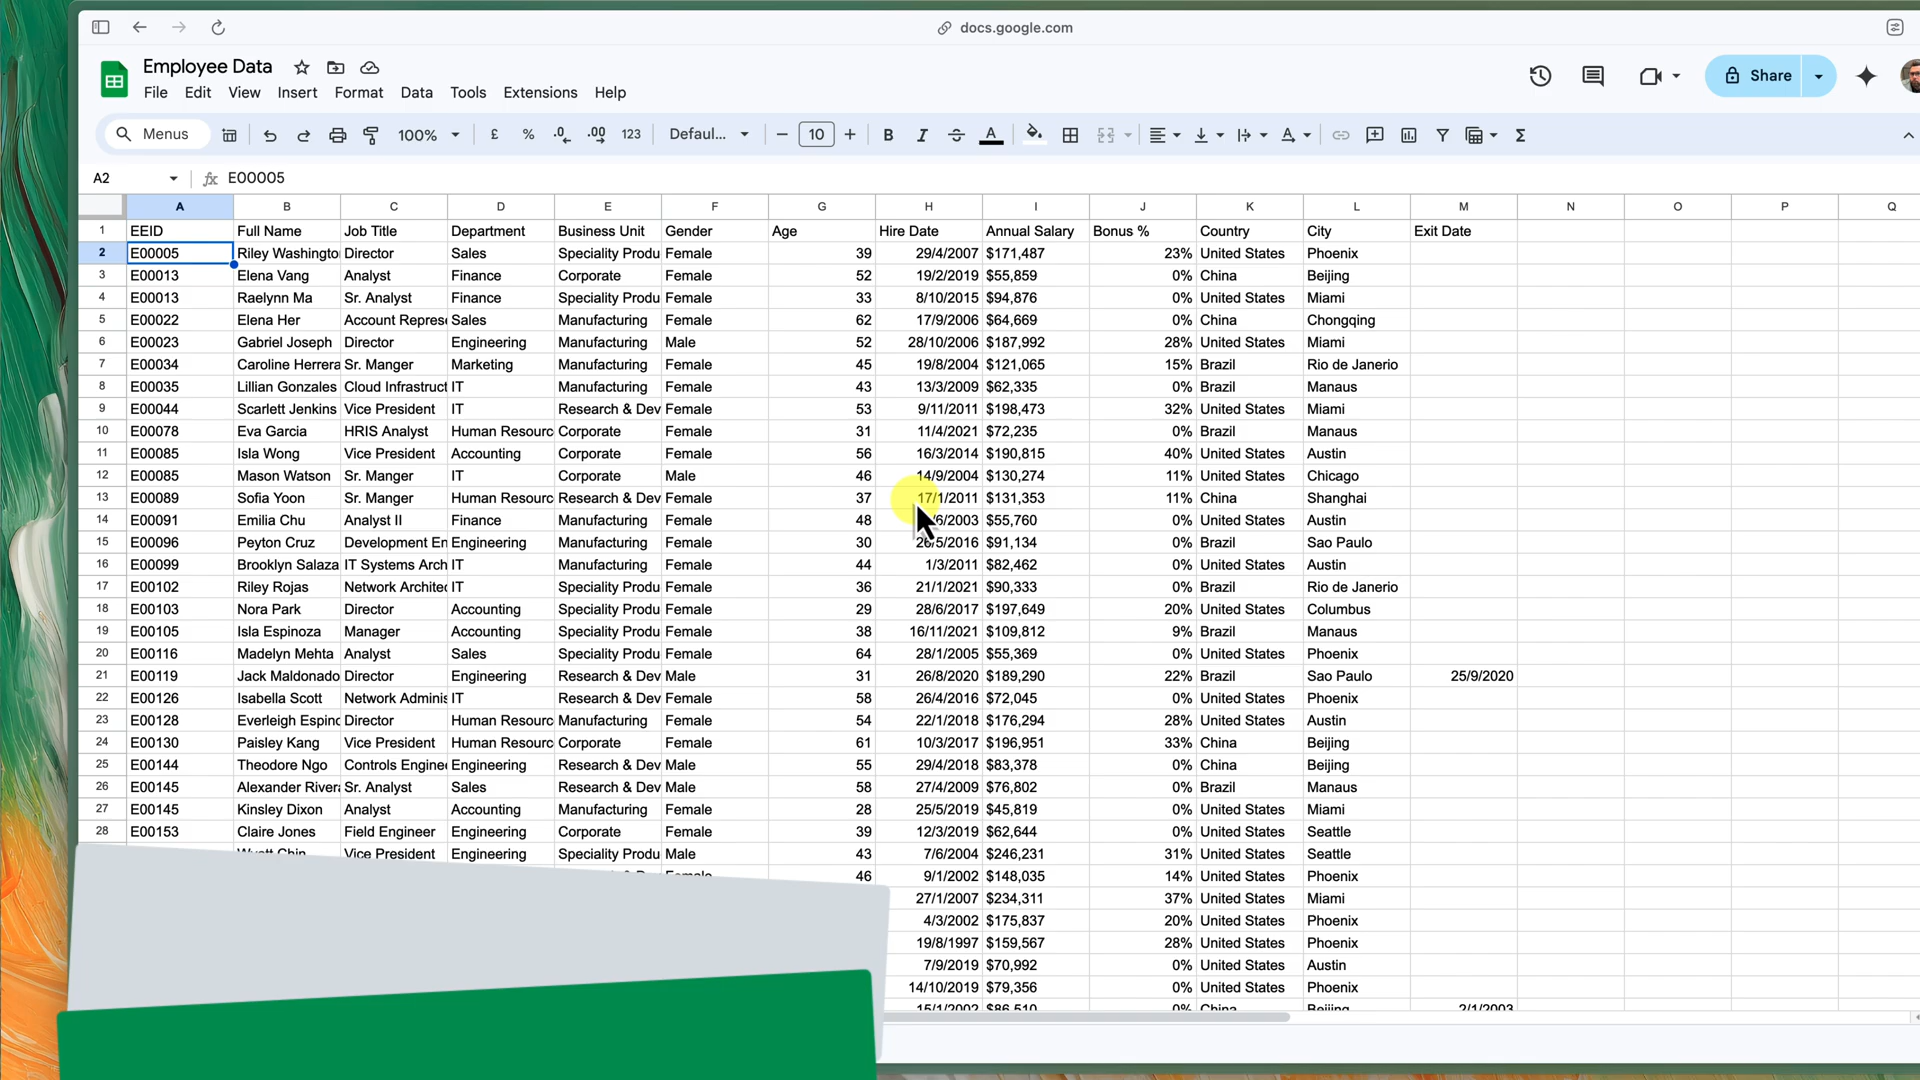 docs.google.com
Employee Data
File Edit View Insert Format Data Tools Extensions Help
Share
Menus 100% £ % .0 .00 123 Defaul... 10 B I A Σ
A2 fx E00005
A B C D E F G H I J K L M N O P Q
1 EEID Full Name Job Title Department Business Unit Gender Age Hire Date Annual Salary Bonus % Country City Exit Date
2 E00005 Riley Washingto Director Sales Speciality Produ Female 39 29/4/2007 $171,487 23% United States Phoenix
3 E00013 Elena Vang Analyst Finance Corporate Female 52 19/2/2019 $55,859 0% China Beijing
4 E00013 Raelynn Ma Sr. Analyst Finance Speciality Produ Female 33 8/10/2015 $94,876 0% United States Miami
5 E00022 Elena Her Account Repres Sales Manufacturing Female 62 17/9/2006 $64,669 0% China Chongqing
6 E00023 Gabriel Joseph Director Engineering Manufacturing Male 52 28/10/2006 $187,992 28% United States Miami
7 E00034 Caroline Herrera Sr. Manger Marketing Manufacturing Female 45 19/8/2004 $121,065 15% Brazil Rio de Janerio
8 E00035 Lillian Gonzales Cloud Infrastruct IT Manufacturing Female 43 13/3/2009 $62,335 0% Brazil Manaus
9 E00044 Scarlett Jenkins Vice President IT Research & Dev Female 53 9/11/2011 $198,473 32% United States Miami
10 E00078 Eva Garcia HRIS Analyst Human Resourc Corporate Female 31 11/4/2021 $72,235 0% Brazil Manaus
11 E00085 Isla Wong Vice President Accounting Corporate Female 56 16/3/2014 $190,815 40% United States Austin
12 E00085 Mason Watson Sr. Manger IT Corporate Male 46 14/9/2004 $130,274 11% United States Chicago
13 E00089 Sofia Yoon Sr. Manger Human Resourc Research & Dev Female 37 17/1/2011 $131,353 11% China Shanghai
14 E00091 Emilia Chu Analyst II Finance Manufacturing Female 48 6/2003 $55,760 0% United States Austin
15 E00096 Peyton Cruz Development En Engineering Manufacturing Female 30 26/5/2016 $91,134 0% Brazil Sao Paulo
16 E00099 Brooklyn Salaza IT Systems Arch IT Manufacturing Female 44 1/3/2011 $82,462 0% United States Austin
17 E00102 Riley Rojas Network Architec IT Speciality Produ Female 36 21/1/2021 $90,333 0% Brazil Rio de Janerio
18 E00103 Nora Park Director Accounting Speciality Produ Female 29 28/6/2017 $197,649 20% United States Columbus
19 E00105 Isla Espinoza Manager Accounting Speciality Produ Female 38 16/11/2021 $109,812 9% Brazil Manaus
20 E00116 Madelyn Mehta Analyst Sales Speciality Produ Female 64 28/1/2005 $55,369 0% United States Phoenix
21 E00119 Jack Maldonado Director Engineering Research & Dev Male 31 26/8/2020 $189,290 22% Brazil Sao Paulo 25/9/2020
22 E00126 Isabella Scott Network Adminis IT Research & Dev Female 58 26/4/2016 $72,045 0% United States Phoenix
23 E00128 Everleigh Espino Director Human Resourc Manufacturing Female 54 22/1/2018 $176,294 28% United States Austin
24 E00130 Paisley Kang Vice President Human Resourc Corporate Female 61 10/3/2017 $196,951 33% China Beijing
25 E00144 Theodore Ngo Controls Enginee Engineering Research & Dev Male 55 29/4/2018 $83,378 0% China Beijing
26 E00145 Alexander River Sr. Analyst Sales Research & Dev Male 58 27/4/2009 $76,802 0% Brazil Manaus
27 E00145 Kinsley Dixon Analyst Accounting Manufacturing Female 28 25/5/2019 $45,819 0% United States Miami
28 E00153 Claire Jones Field Engineer Engineering Corporate Female 39 12/3/2019 $62,644 0% United States Seattle
Wyatt Chin Vice President Engineering Speciality Produ Male 43 7/6/2004 $246,231 31% United States Seattle
Female 46 9/1/2002 $148,035 14% United States Phoenix
27/1/2007 $234,311 37% United States Miami
4/3/2002 $175,837 20% United States Phoenix
19/8/1997 $159,567 28% United States Phoenix
7/9/2019 $70,992 0% United States Austin
14/10/2019 $79,356 0% United States Phoenix
15/1/2002 $86,510 0% China Beijing 2/1/2003